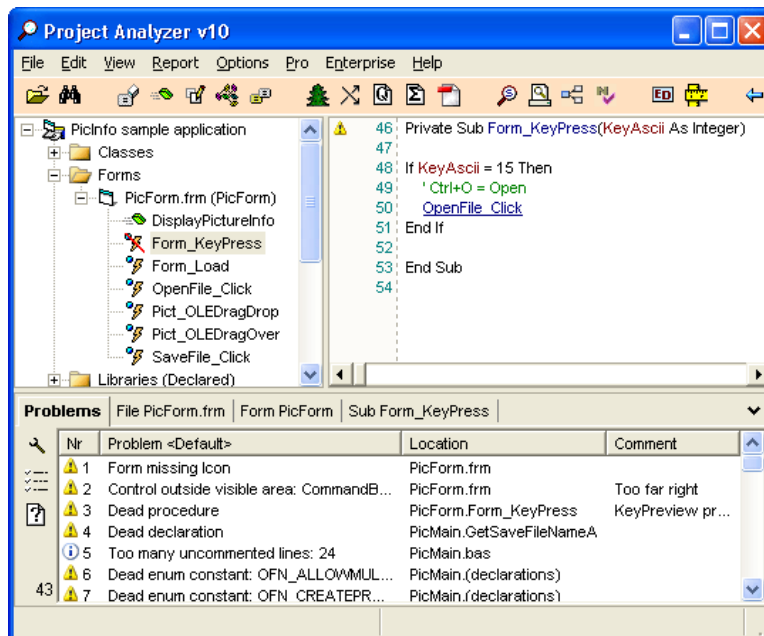 Project Analyzer v10
File Edit View Report Options Pro Enterprise Help
ED
PicInfo sample application
Classes
Forms
PicForm.frm (PicForm)
DisplayPictureInfo
Form_KeyPress
Form_Load
OpenFile_Click
Pict_OLEDragDrop
Pict_OLEDragOver
SaveFile_Click
Libraries (Declared)
46 Private Sub Form_KeyPress(KeyAscii As Integer)
47
48 If KeyAscii = 15 Then
49 ' Ctrl+O = Open
50 OpenFile_Click
51 End If
52
53 End Sub
54
Problems File PicForm.frm Form PicForm Sub Form_KeyPress
Nr Problem <Default> Location Comment
1 Form missing Icon PicForm.frm
2 Control outside visible area: CommandB... PicForm.frm Too far right
3 Dead procedure PicForm.Form_KeyPress KeyPreview pr...
4 Dead declaration PicMain.GetSaveFileNameA
5 Too many uncommented lines: 24 PicMain.bas
6 Dead enum constant: OFN_ALLOWMUL... PicMain.(declarations)
7 Dead enum constant: OFN_CREATEPR... PicMain.(declarations)
43